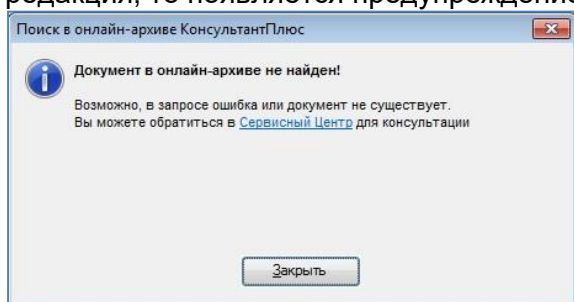 редакция, то появляется предупреждение
Поиск в онлайн-архиве КонсультантПлюс
Документ в онлайн-архиве не найден!
Возможно, в запросе ошибка или документ не существует.
Вы можете обратиться в Сервисный Центр для консультации
Закрыть